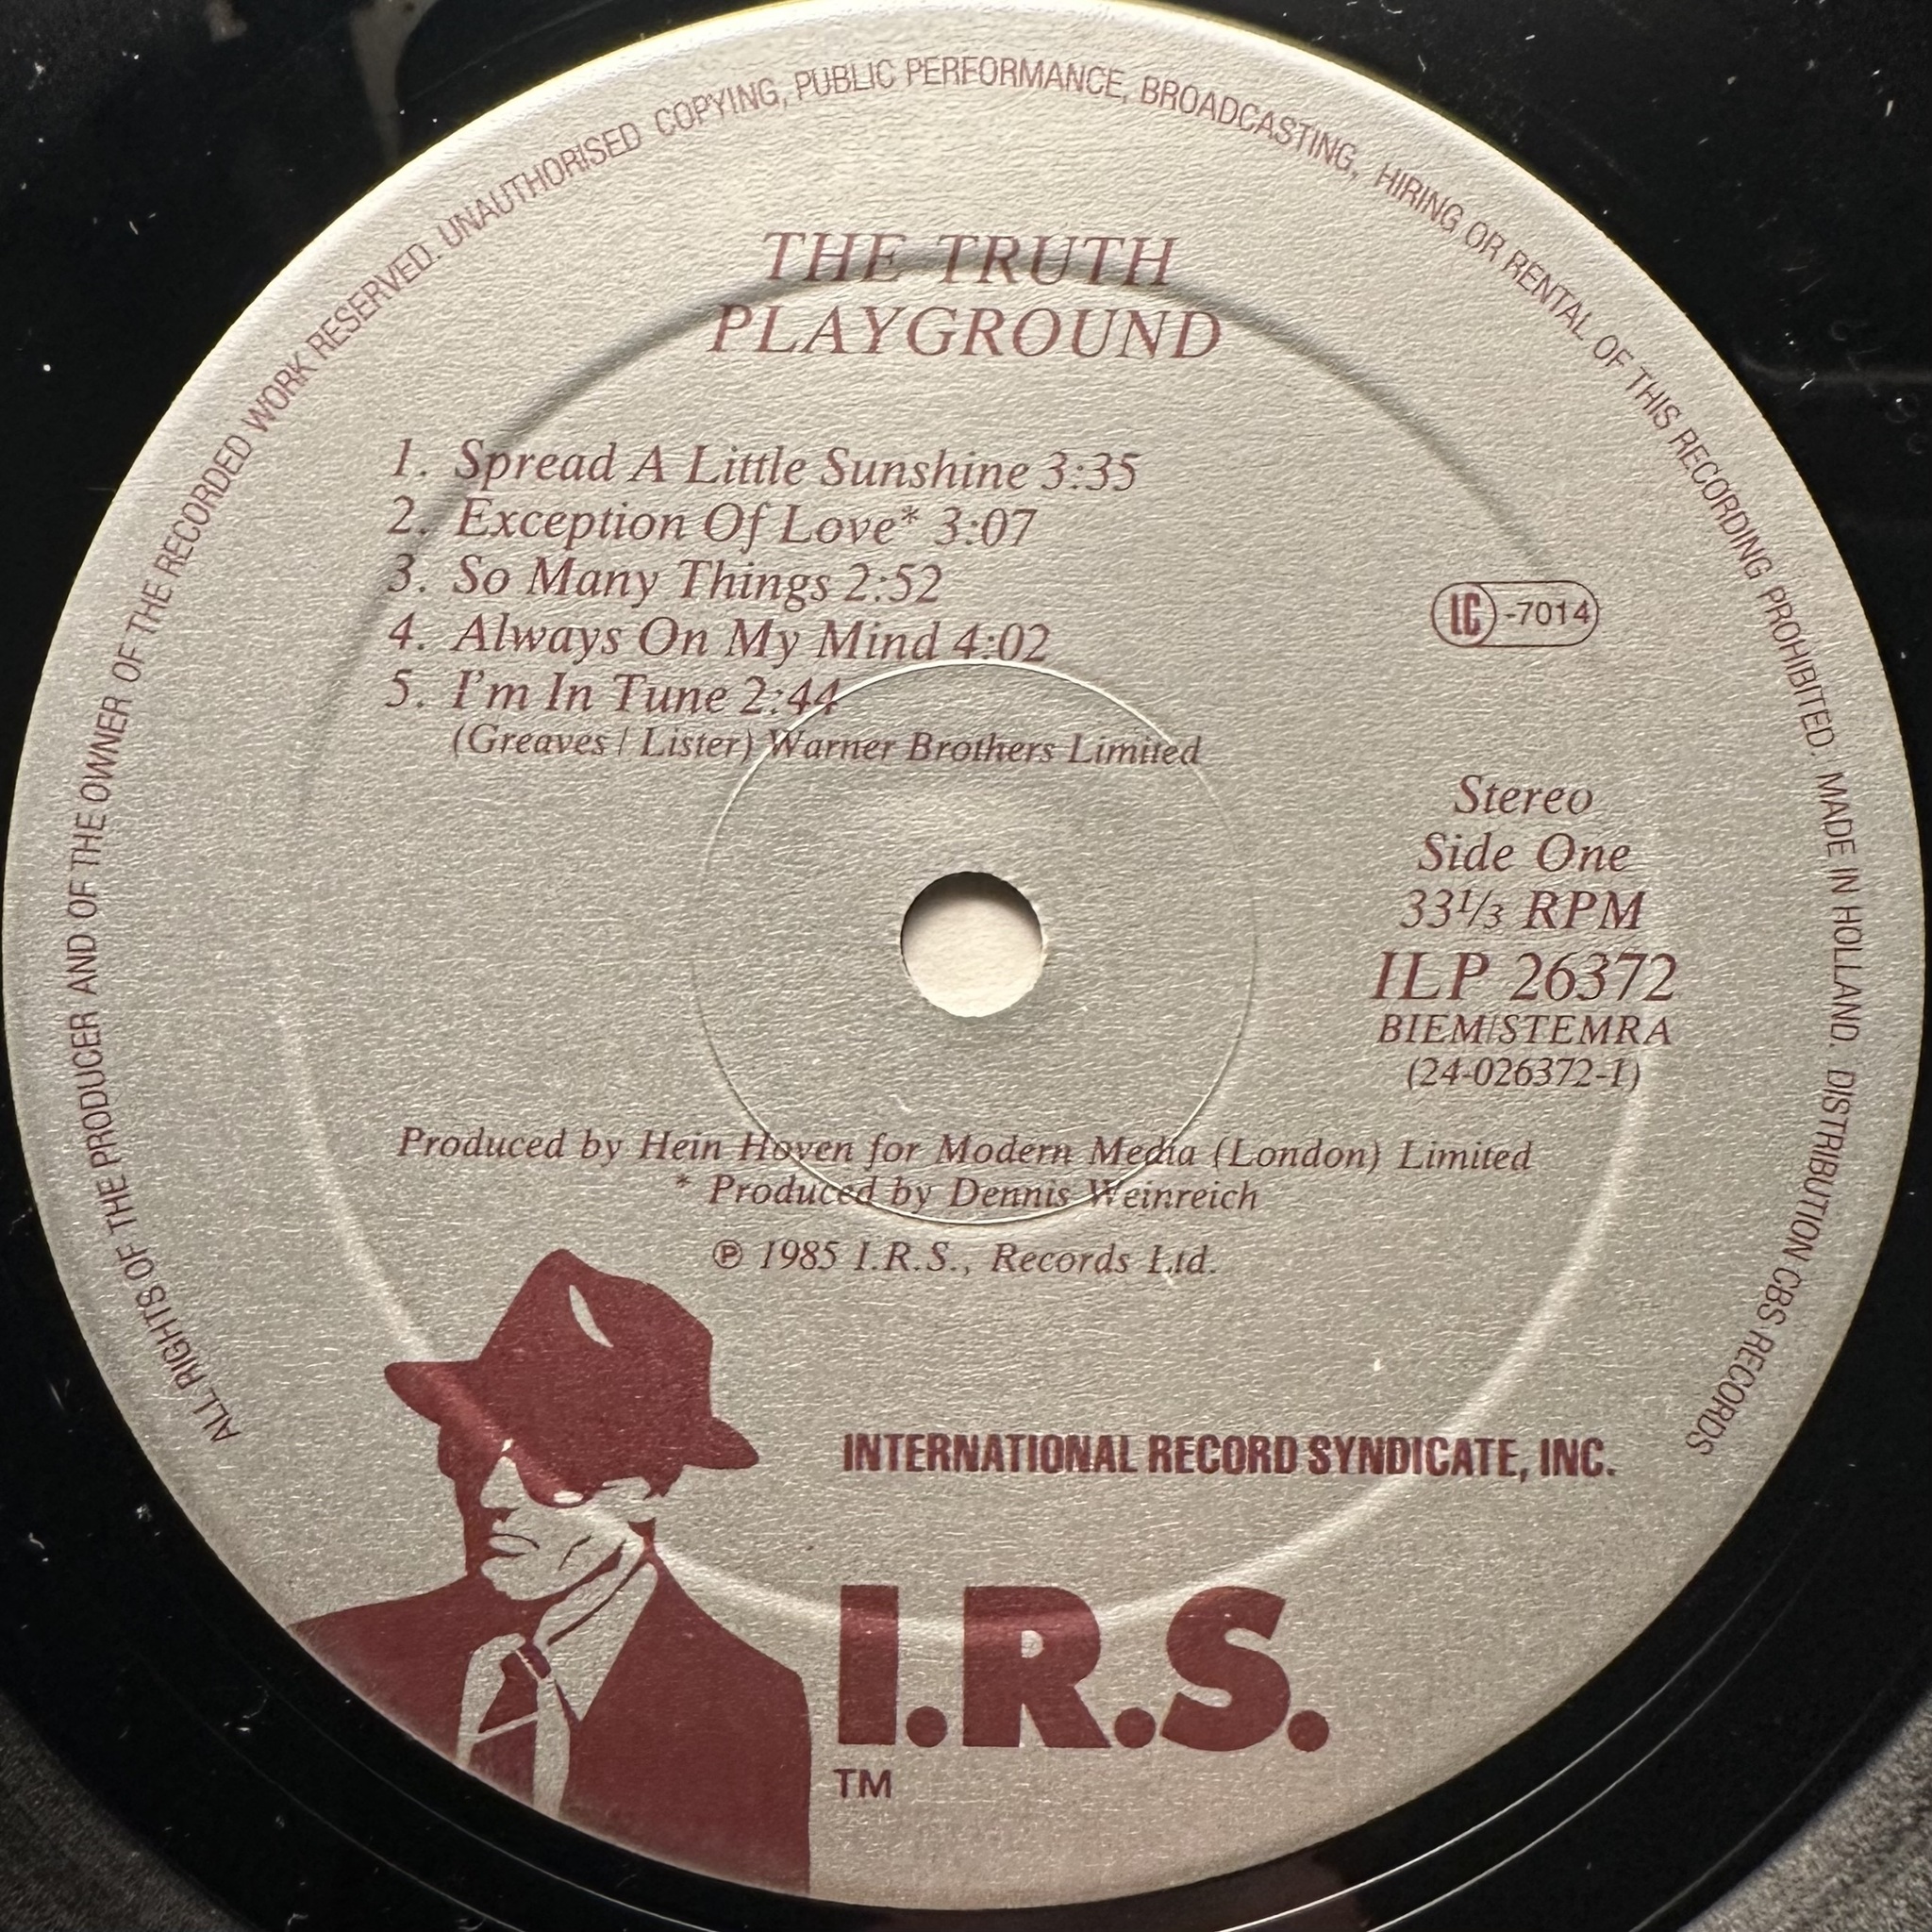 ALL RIGHTS OF THE PRODUCER AND OF THE OWNER OF THE RECORDED WORK RESERVED. UNAUTHORISED COPYING, PUBLIC PERFORMANCE, BROADCASTING, HIRING OR RENTAL OF THIS RECORDING PROHIBITED. MADE IN HOLLAND. DISTRIBUTION CBS RECORDS
THE TRUTH
PLAYGROUND
1. Spread A Little Sunshine 3:35
2. Exception Of Love* 3:07
3. So Many Things 2:52
4. Always On My Mind 4:02
5. I'm In Tune 2:44
(Greaves / Lister) Warner Brothers Limited
LC -7014
Stereo
Side One
33⅓ RPM
ILP 26372
BIEM/STEMRA
(24-026372-1)
Produced by Hein Hoven for Modern Media (London) Limited
* Produced by Dennis Weinreich
℗ 1985 I.R.S., Records Ltd.
INTERNATIONAL RECORD SYNDICATE, INC.
I.R.S.
TM